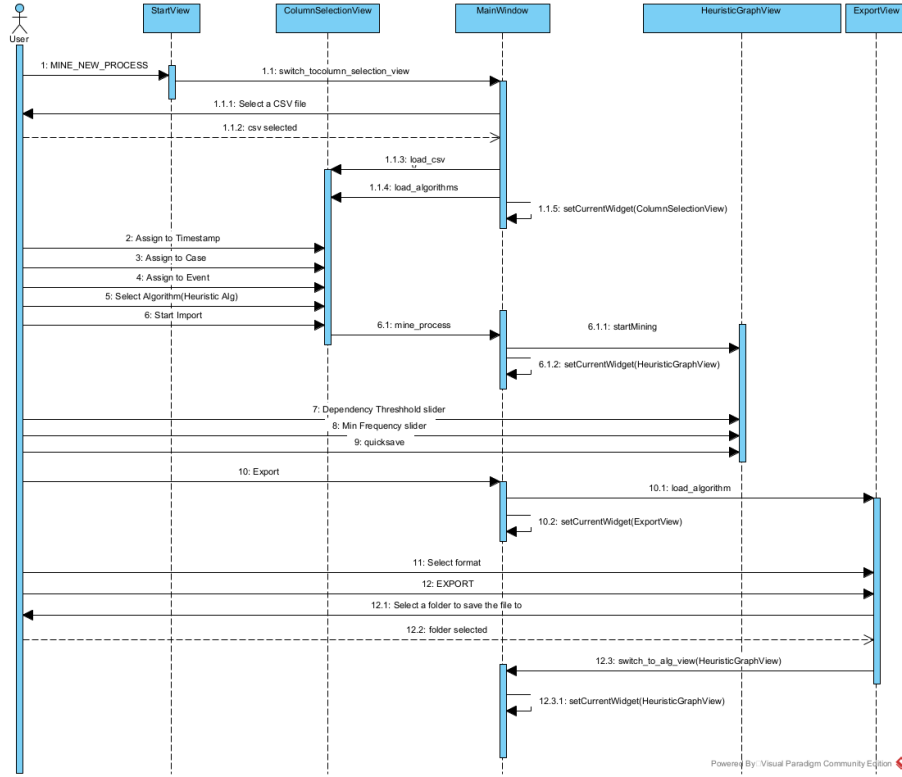 StartView
ColumnSelectionView
MainWindow
HeuristicGraphView
ExportView
User
1: MINE_NEW_PROCESS
1.1: switch_tocolumn_selection_view
1.1.1: Select a CSV file
1.1.2: csv selected
1.1.3: load_csv
1.1.4: load_algorithms
1.1.5: setCurrentWidget(ColumnSelectionView)
2: Assign to Timestamp
3: Assign to Case
4: Assign to Event
5: Select Algorithm(Heuristic Alg)
6: Start Import
6.1: mine_process
6.1.1: startMining
6.1.2: setCurrentWidget(HeuristicGraphView)
7: Dependency Threshhold slider
8: Min Frequency slider
9: quicksave
10: Export
10.1: load_algorithm
10.2: setCurrentWidget(ExportView)
11: Select format
12: EXPORT
12.1: Select a folder to save the file to
12.2: folder selected
12.3: switch_to_alg_view(HeuristicGraphView)
12.3.1: setCurrentWidget(HeuristicGraphView)
Powered By Visual Paradigm Community Edition